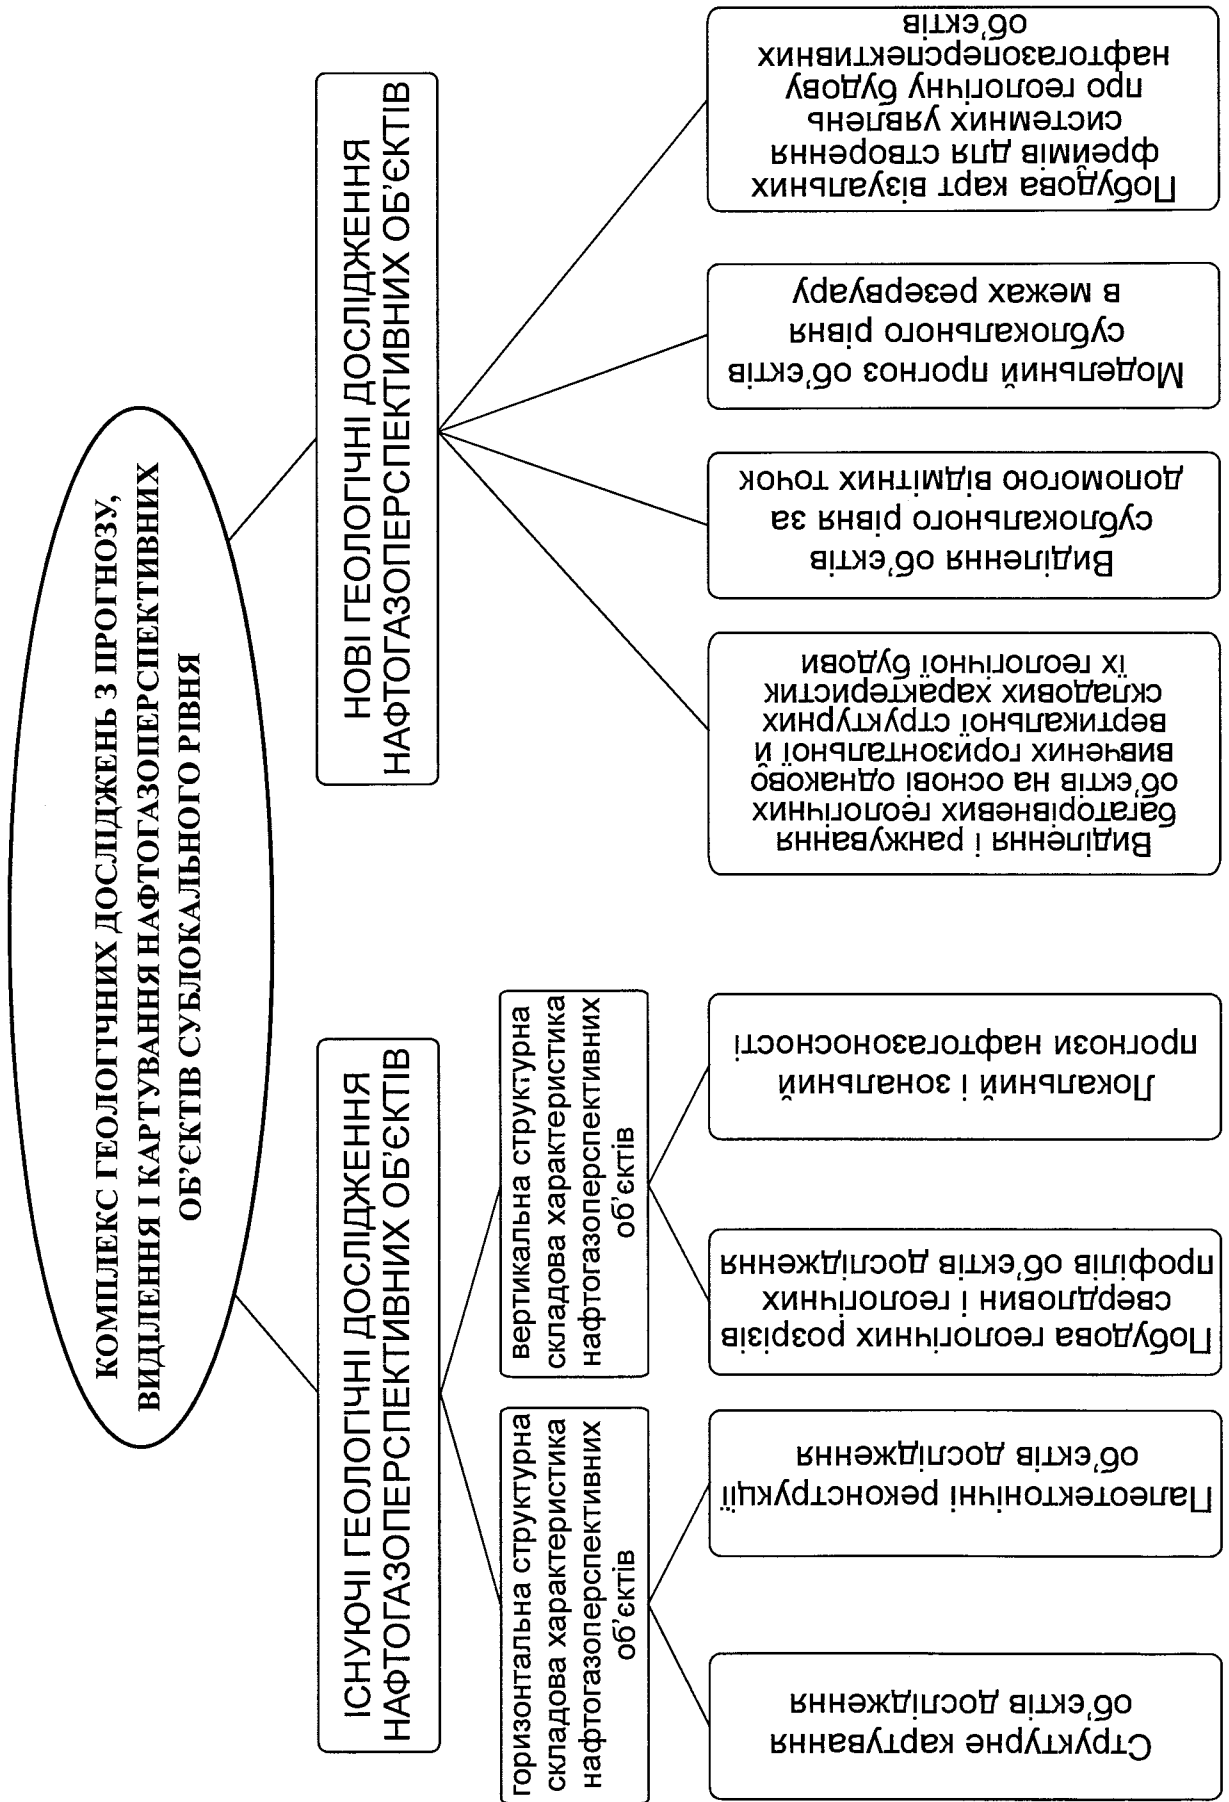 КОМПЛЕКС ГЕОЛОГІЧНИХ ДОСЛІДЖЕНЬ З ПРОГНОЗУ,
ВИДІЛЕННЯ І КАРТУВАННЯ НАФТОГАЗОПЕРСПЕКТИВНИХ
ОБ’ЄКТІВ СУБЛОКАЛЬНОГО РІВНЯ
ІСНУЮЧІ ГЕОЛОГІЧНІ ДОСЛІДЖЕННЯ
НАФТОГАЗОПЕРСПЕКТИВНИХ ОБ’ЄКТІВ
НОВІ ГЕОЛОГІЧНІ ДОСЛІДЖЕННЯ
НАФТОГАЗОПЕРСПЕКТИВНИХ ОБ’ЄКТІВ
горизонтальна структурна
складова характеристика
нафтогазоперспективних
об’єктів
вертикальна структурна
складова характеристика
нафтогазоперспективних
об’єктів
Структурне картування
об’єктів дослідження
Палеотектонічні реконструкції
об’єктів дослідження
Побудова геологічних розрізів
свердловин і геологічних
профілів об’єктів дослідження
Локальний і зональний
прогнози нафтогазоносності
Виділення і ранжування
багаторівневих геологічних
об’єктів на основі однаково
вивчених горизонтальної й
вертикальної структурних
складових характеристик
їх геологічної будови
Виділення об’єктів
сублокального рівня за
допомогою відмітних точок
Модельний прогноз об’єктів
сублокального рівня
в межах резервуару
Побудова карт візуальних
фреймів для створення
системних уявлень
про геологічну будову
нафтогазоперспективних
об’єктів